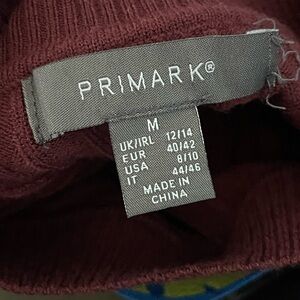 PRIMARK®
M
UK/IRL 12/14
EUR 40/42
USA 8/10
IT 44/46
MADE IN
CHINA